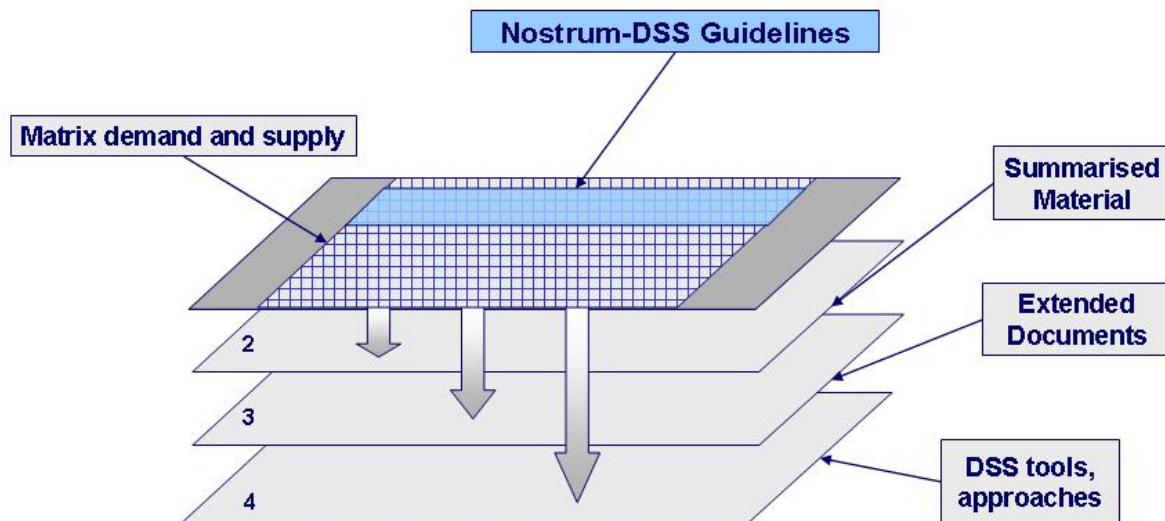 Nostrum-DSS Guidelines
Matrix demand and supply
Summarised
Material
Extended
Documents
2
3
DSS tools,
approaches
4